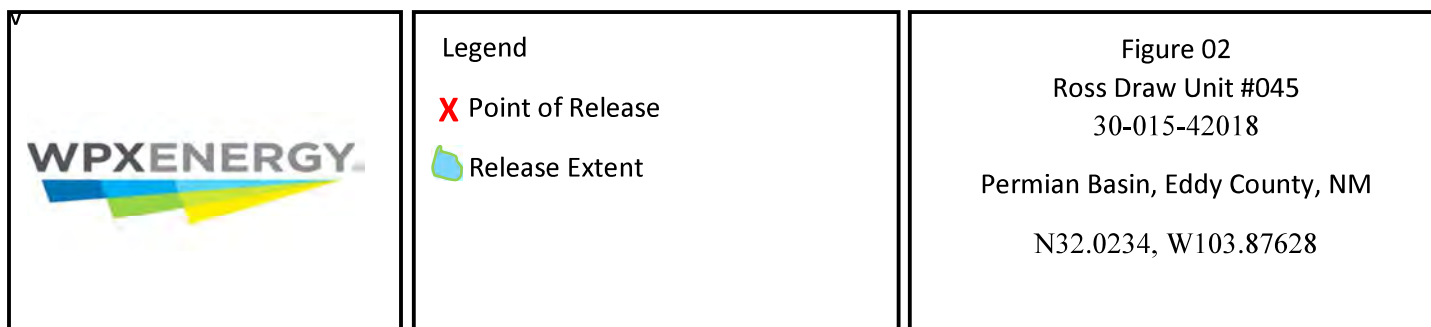 WPXENERGY
Legend
X Point of Release
Release Extent
Figure 02
Ross Draw Unit #045
30-015-42018
Permian Basin, Eddy County, NM
N32.0234, W103.87628